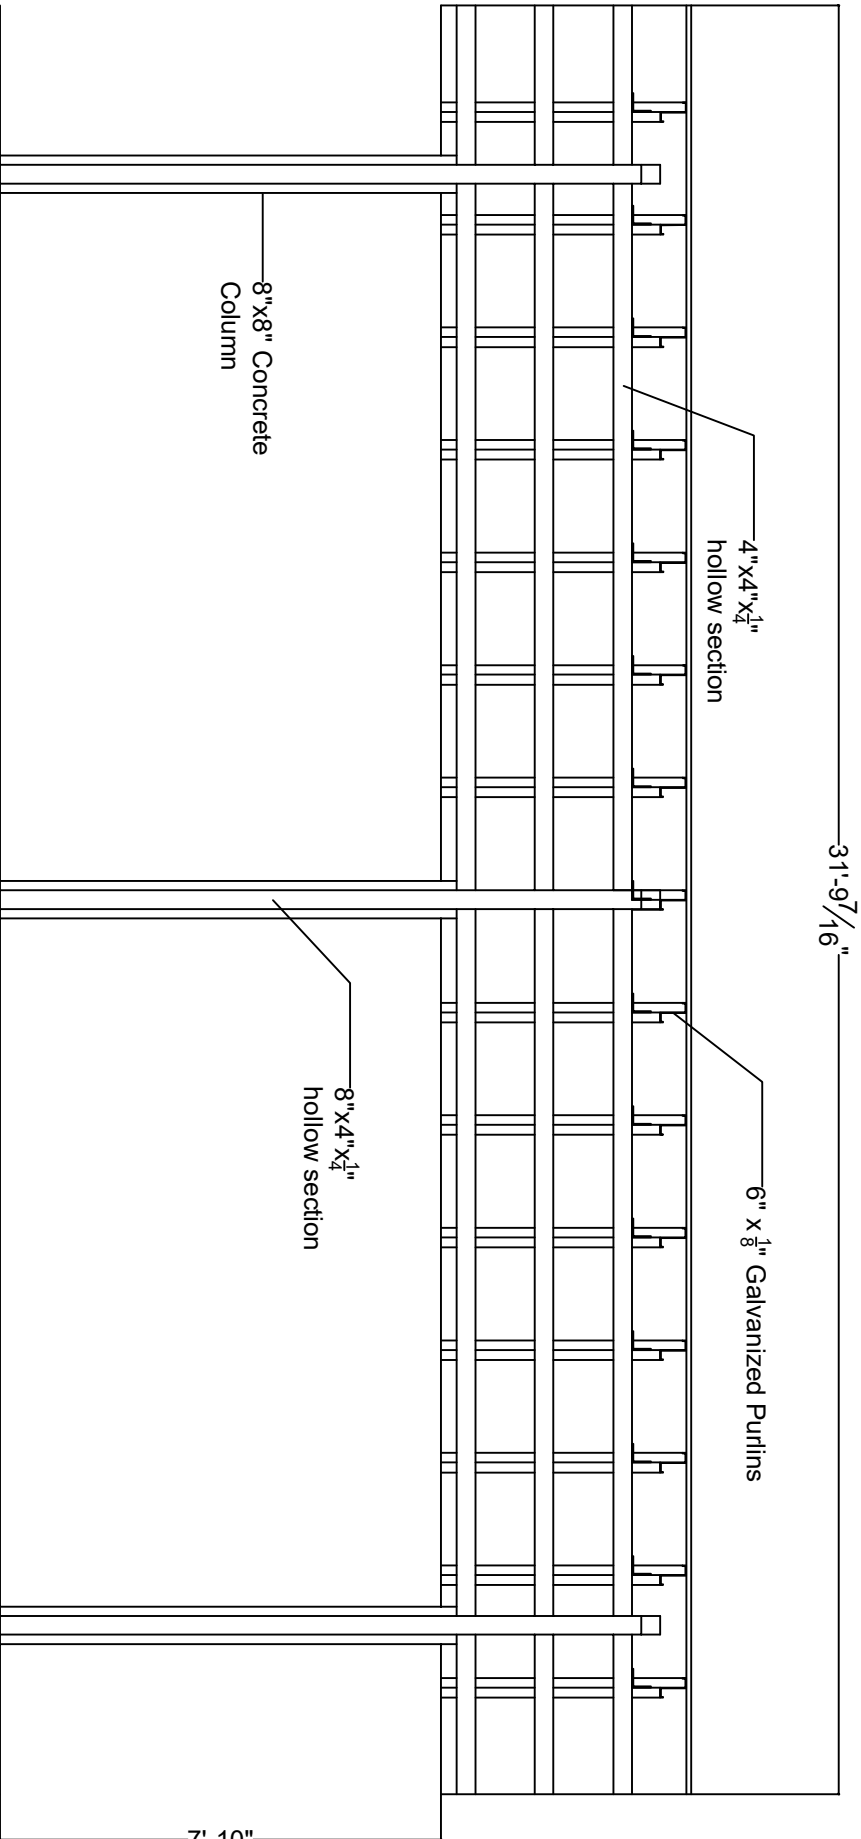 31'-9 7/16"
4"x4"x1/4"
hollow section
6" x 1/8" Galvanized Purlins
8"x8" Concrete
Column
8"x4"x1/4"
hollow section
7'-10"